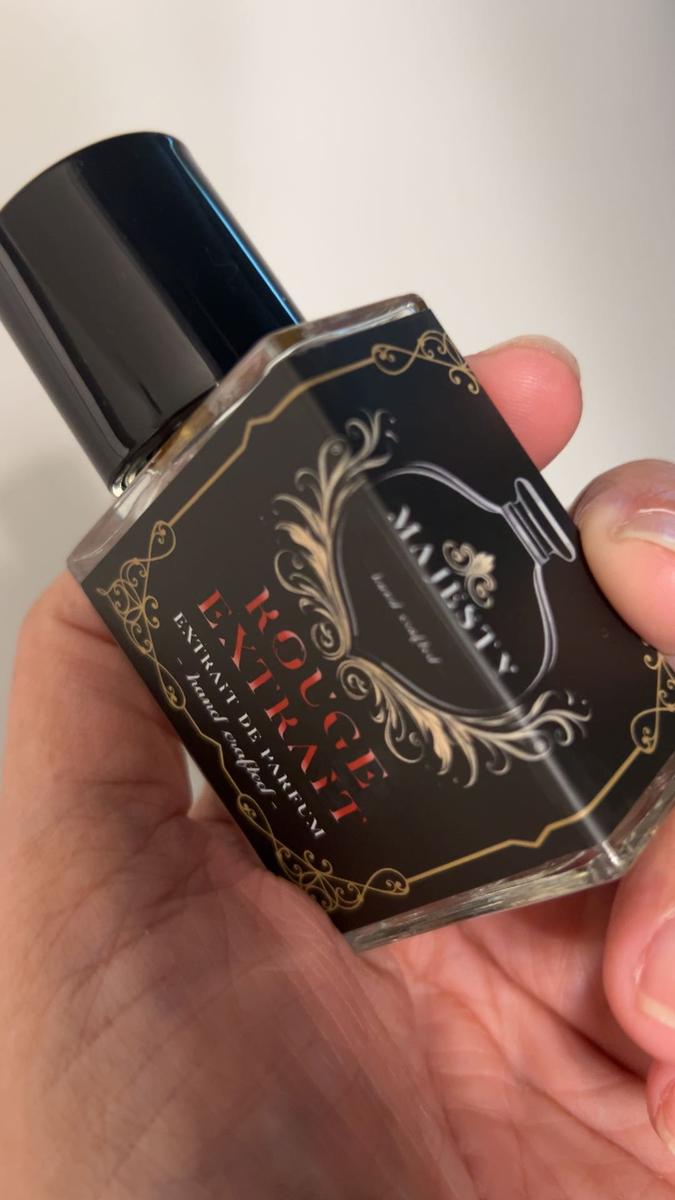 MAJESTY
hand crafted
ROUGE
EXTRAIT
EXTRAIT DE PARFUM
- hand crafted -